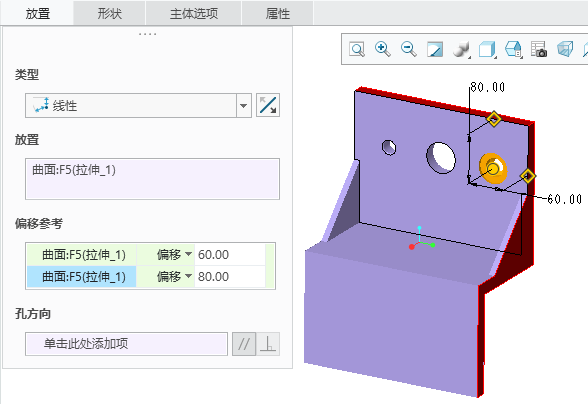 放置 形状 主体选项 属性
类型
线性
放置
曲面:F5(拉伸_1)
偏移参考
曲面:F5(拉伸_1) 偏移 60.00
曲面:F5(拉伸_1) 偏移 80.00
孔方向
单击此处添加项
80.00
60.00